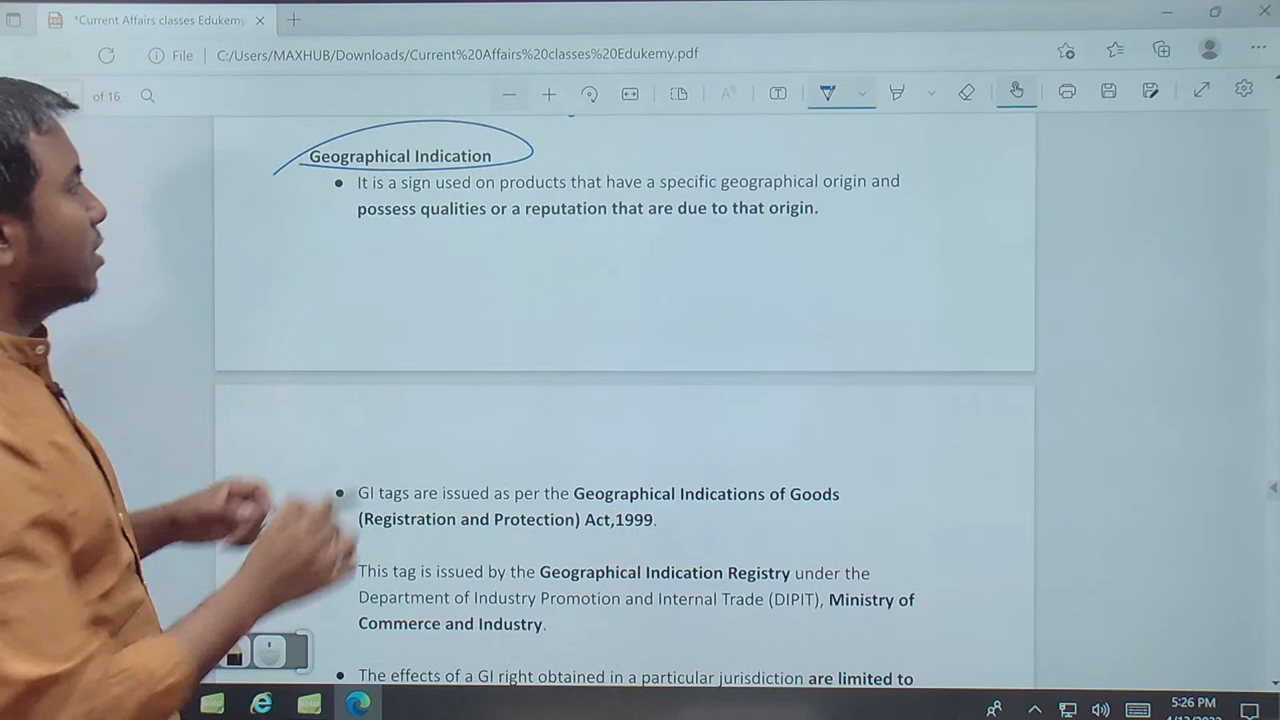 *Current Affairs classes Edukemy
File
C:/Users/MAXHUB/Downloads/Current%20Affairs%20classes%20Edukemy.pdf
of 16
Geographical Indication
• It is a sign used on products that have a specific geographical origin and
possess qualities or a reputation that are due to that origin.
• GI tags are issued as per the Geographical Indications of Goods
(Registration and Protection) Act,1999.
This tag is issued by the Geographical Indication Registry under the
Department of Industry Promotion and Internal Trade (DIPIT), Ministry of
Commerce and Industry.
• The effects of a GI right obtained in a particular jurisdiction are limited to
5:26 PM